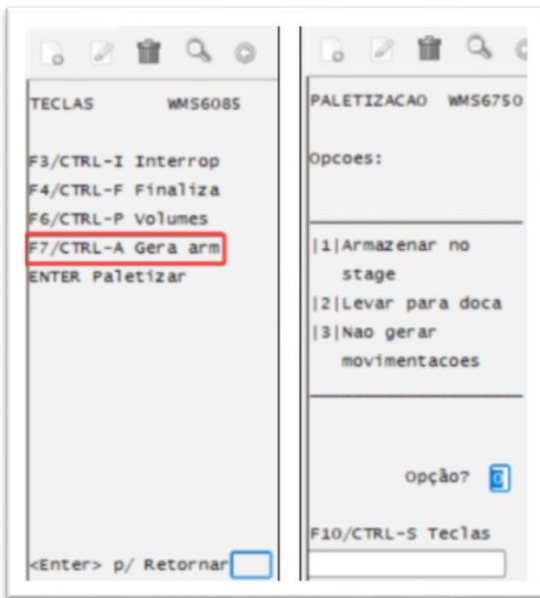 TECLAS WMS6085
F3/CTRL-I Interrop
F4/CTRL-F Finaliza
F6/CTRL-P Volumes
F7/CTRL-A Gera arm
ENTER Paletizar
<Enter> p/ Retornar
PALETIZACAO WMS6750
Opcoes:
|1|Armazenar no
stage
|2|Levar para doca
|3|Nao gerar
movimentacoes
Opção? 0
F10/CTRL-S Teclas